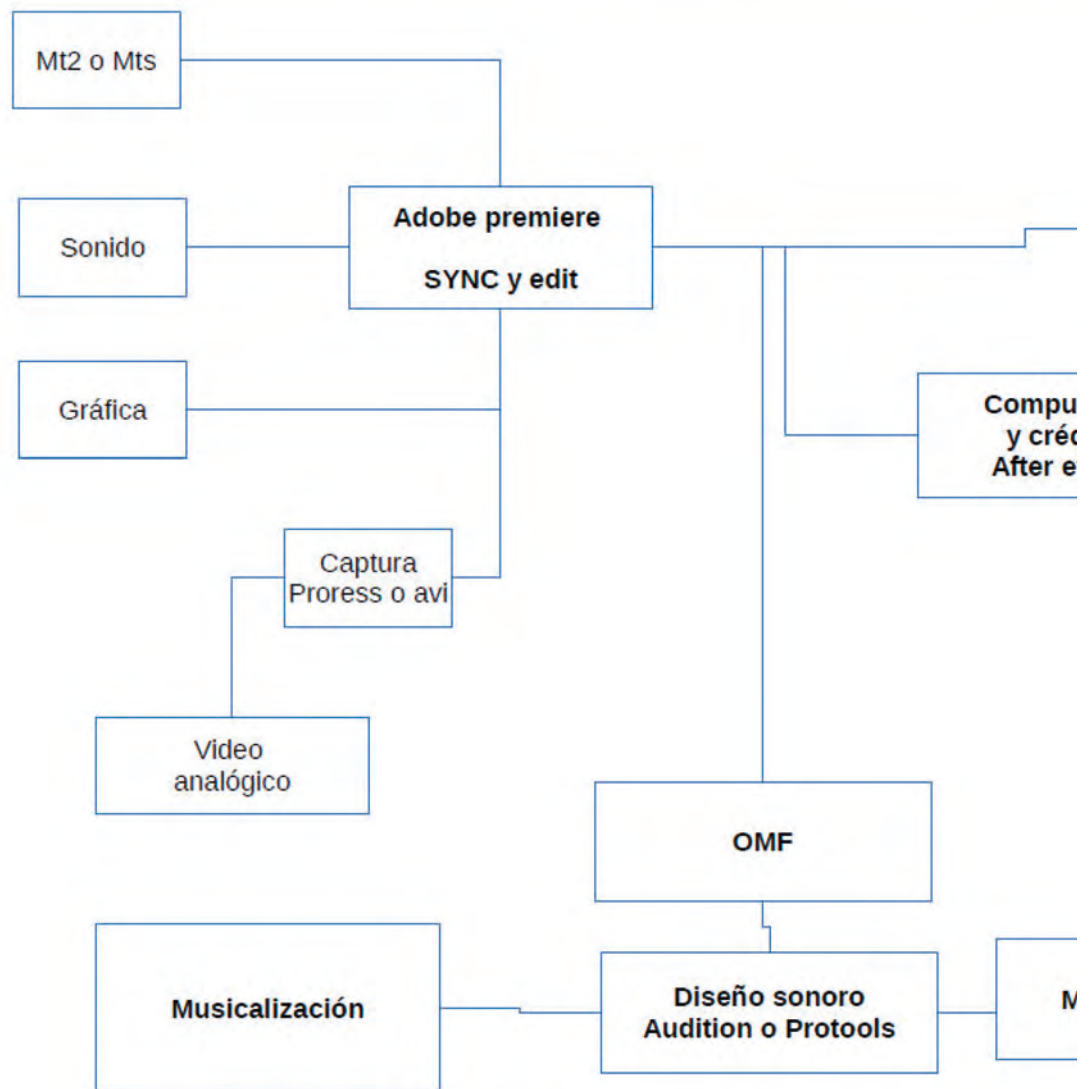 Mt2 o Mts
Adobe premiere
SYNC y edit
Sonido
Gráfica
Captura
Proress o avi
Video
analógico
OMF
Musicalización
Diseño sonoro
Audition o Protools